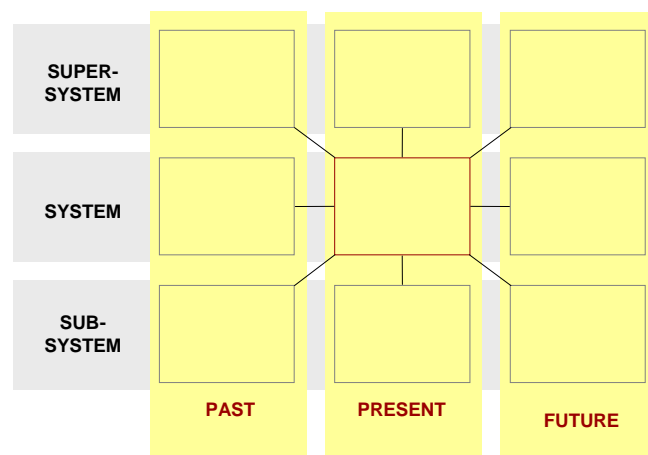 SUPER-
SYSTEM
SYSTEM
SUB-
SYSTEM
PAST
PRESENT
FUTURE